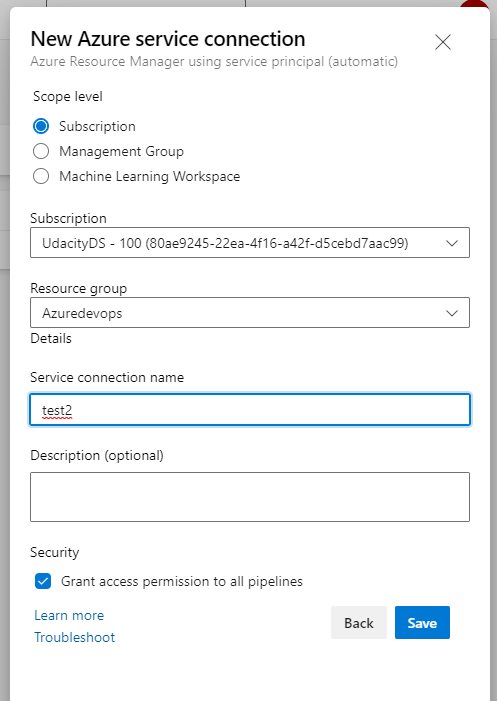 New Azure service connection
Azure Resource Manager using service principal (automatic)
Scope level
Subscription
Management Group
Machine Learning Workspace
Subscription
UdacityDS - 100 (80ae9245-22ea-4f16-a42f-d5cebd7aac99)
Resource group
Azuredevops
Details
Service connection name
test2
Description (optional)
Security
Grant access permission to all pipelines
Learn more
Troubleshoot
Back
Save